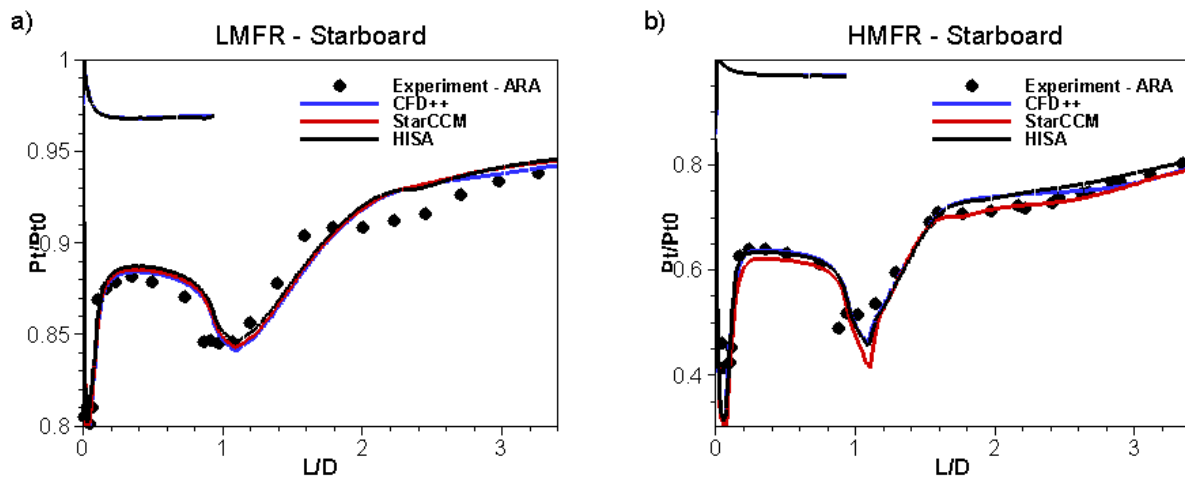 a)
LMFR - Starboard
Experiment - ARA
CFD++
StarCCM
HISA
Pt/Pt0
1
0.95
0.9
0.85
0.8
0
1
2
3
L/D
b)
HMFR - Starboard
Experiment - ARA
CFD++
StarCCM
HISA
Pt/Pt0
0.8
0.6
0.4
0
1
2
3
L/D